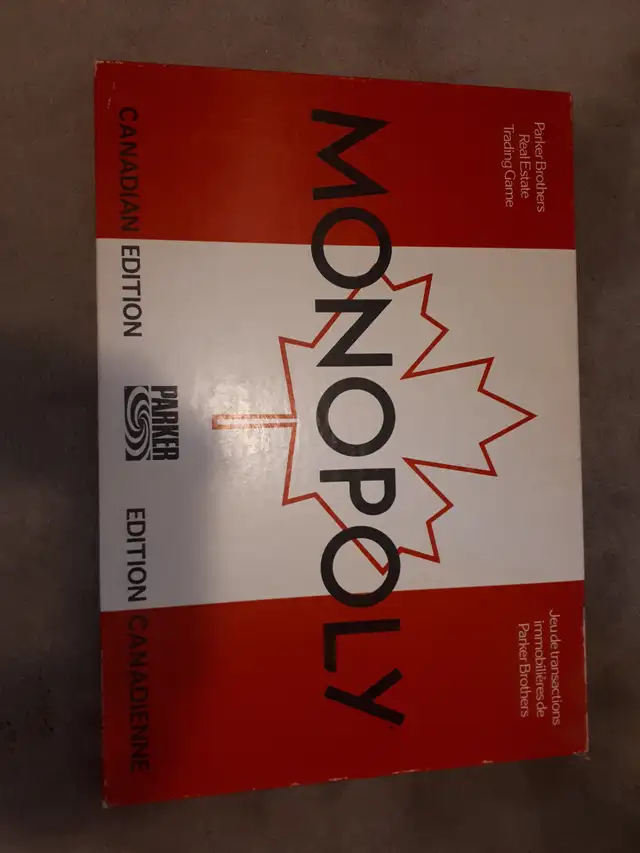 Parker Brothers
Real Estate
Trading Game
Jeu de transactions
immobilières de
Parker Brothers
MONOPOLY
CANADIAN EDITION
PARKER
EDITION CANADIENNE